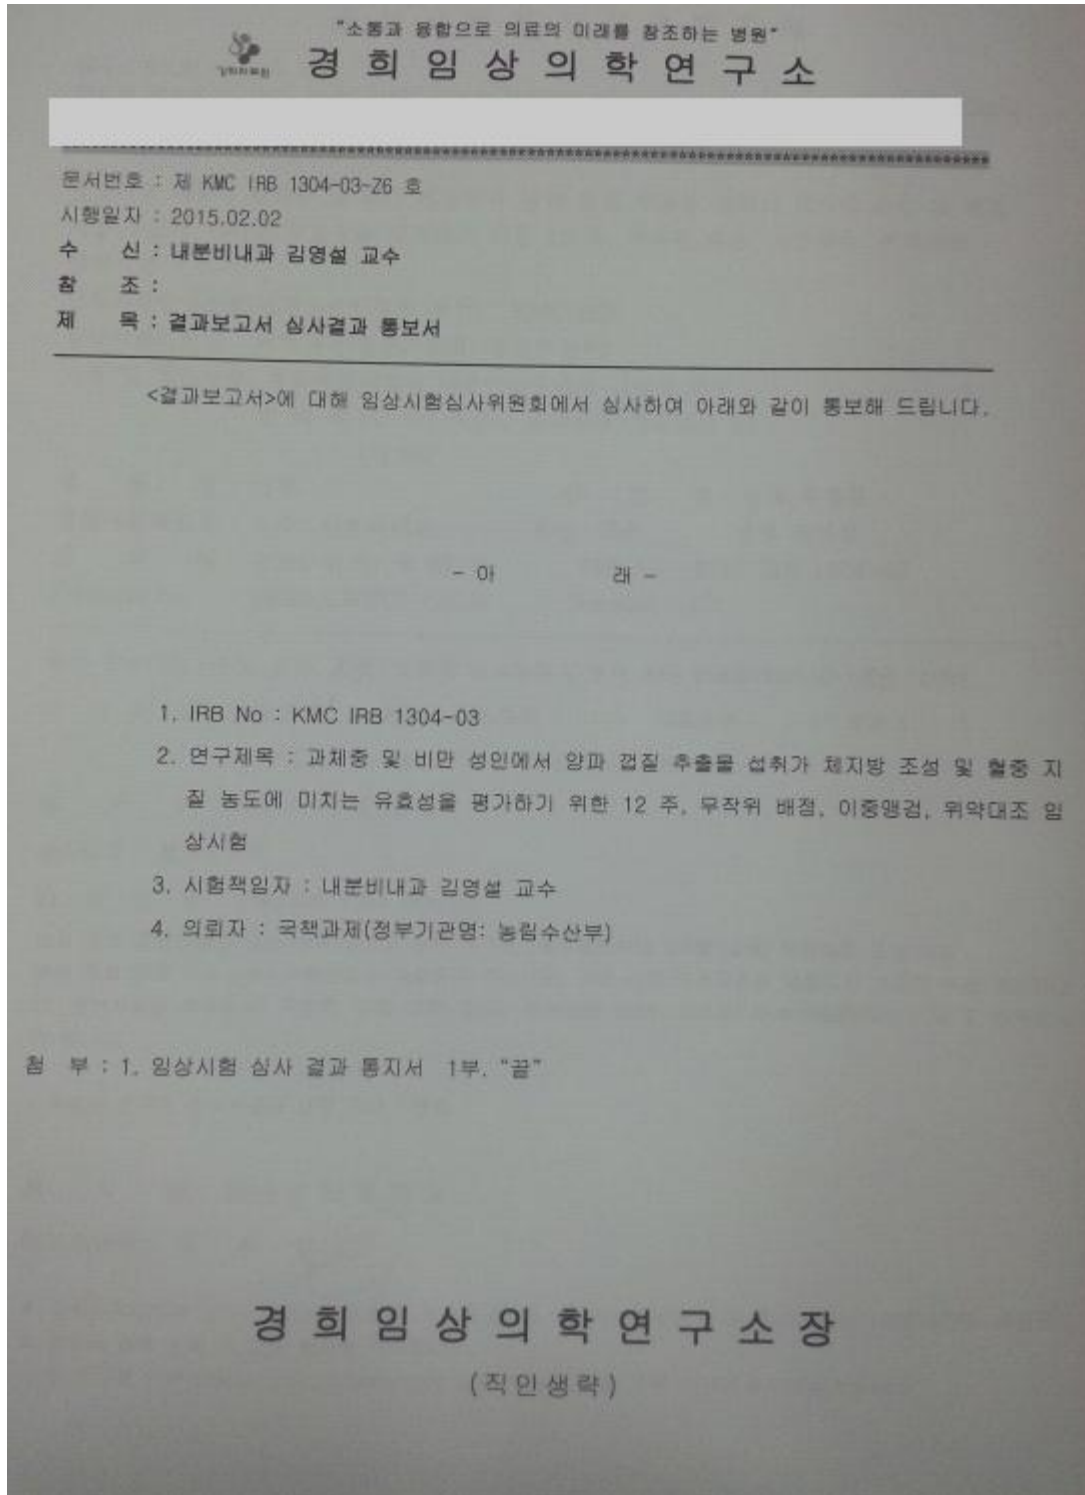 "소통과 융합으로 의료의 미래를 창조하는 병원"
경희의료원
경 희 임 상 의 학 연 구 소
문서번호 : 제 KMC IRB 1304-03-Z6 호
시행일자 : 2015.02.02
수 신 : 내분비내과 김영설 교수
참 조 :
제 목 : 결과보고서 심사결과 통보서
<결과보고서>에 대해 임상시험심사위원회에서 심사하여 아래와 같이 통보해 드립니다.
- 아 래 -
1. IRB No : KMC IRB 1304-03
2. 연구제목 : 과체중 및 비만 성인에서 양파 껍질 추출물 섭취가 체지방 조성 및 혈중 지
질 농도에 미치는 유효성을 평가하기 위한 12 주, 무작위 배정, 이중맹검, 위약대조 임
상시험
3. 시험책임자 : 내분비내과 김영설 교수
4. 의뢰자 : 국책과제(정부기관명: 농림수산부)
첨 부 : 1. 임상시험 심사 결과 통지서 1부. "끝"
경 희 임 상 의 학 연 구 소 장
(직인생략)